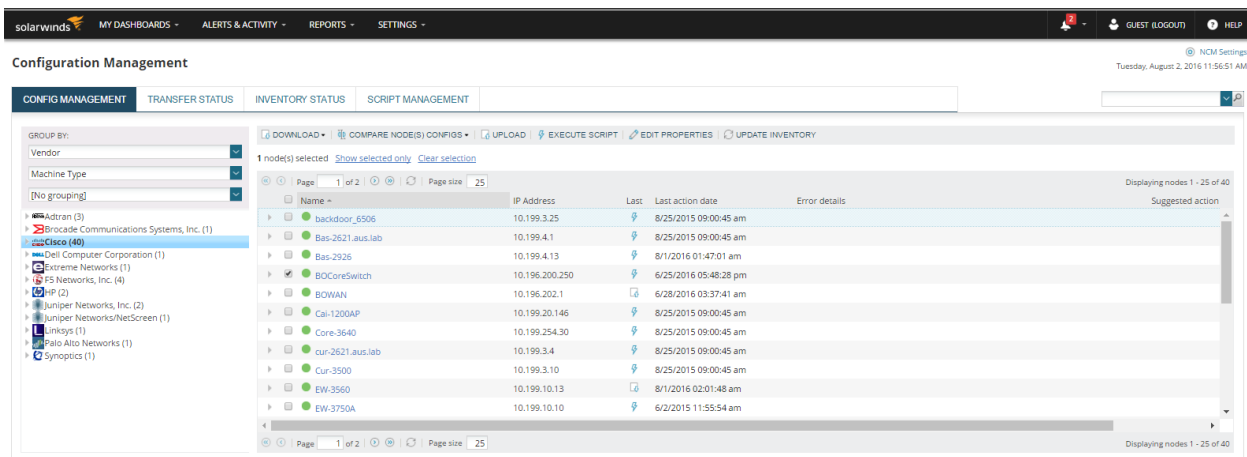 solarwinds MY DASHBOARDS ALERTS & ACTIVITY REPORTS SETTINGS 2 GUEST (LOGOUT) ? HELP
NCM Settings
Configuration Management
Tuesday, August 2, 2016 11:56:51 AM
CONFIG MANAGEMENT TRANSFER STATUS INVENTORY STATUS SCRIPT MANAGEMENT
GROUP BY:
Vendor
Machine Type
[No grouping]
Adtran (3)
Brocade Communications Systems, Inc. (1)
Cisco (40)
DELL Dell Computer Corporation (1)
Extreme Networks (1)
F5 Networks, Inc. (4)
HP (2)
Juniper Networks, Inc. (2)
Juniper Networks/NetScreen (1)
Linksys (1)
Palo Alto Networks (1)
Synoptics (1)
DOWNLOAD | COMPARE NODE(S) CONFIGS | UPLOAD | EXECUTE SCRIPT | EDIT PROPERTIES | UPDATE INVENTORY
1 node(s) selected Show selected only Clear selection
Page 1 of 2 Page size 25 Displaying nodes 1 - 25 of 40
Name IP Address Last Last action date Error details Suggested action
backdoor_6506 10.199.3.25 8/25/2015 09:00:45 am
Bas-2621.aus.lab 10.199.4.1 8/25/2015 09:00:45 am
Bas-2926 10.199.4.13 8/1/2016 01:47:01 am
BOCoreSwitch 10.196.200.250 6/25/2016 05:48:28 pm
BOWAN 10.196.202.1 6/28/2016 03:37:41 am
Cai-1200AP 10.199.20.146 8/25/2015 09:00:45 am
Core-3640 10.199.254.30 8/25/2015 09:00:45 am
cur-2621.aus.lab 10.199.3.4 8/25/2015 09:00:45 am
Cur-3500 10.199.3.10 8/25/2015 09:00:45 am
EW-3560 10.199.10.13 8/1/2016 02:01:48 am
EW-3750A 10.199.10.10 6/2/2015 11:55:54 am
Page 1 of 2 Page size 25 Displaying nodes 1 - 25 of 40